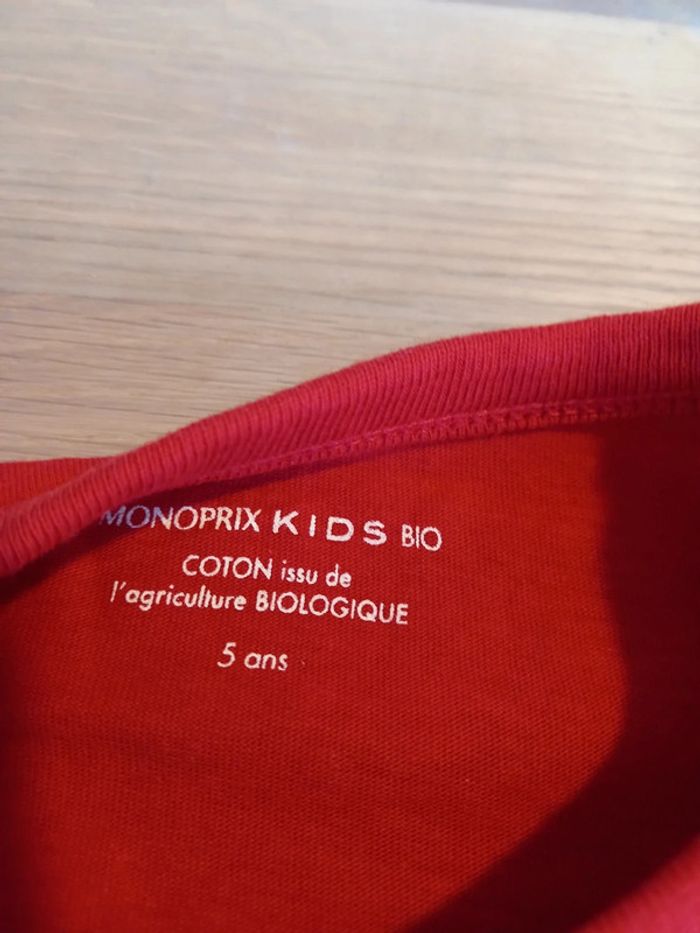 MONOPRIX KIDS BIO
COTON issu de
l'agriculture BIOLOGIQUE
5 ans